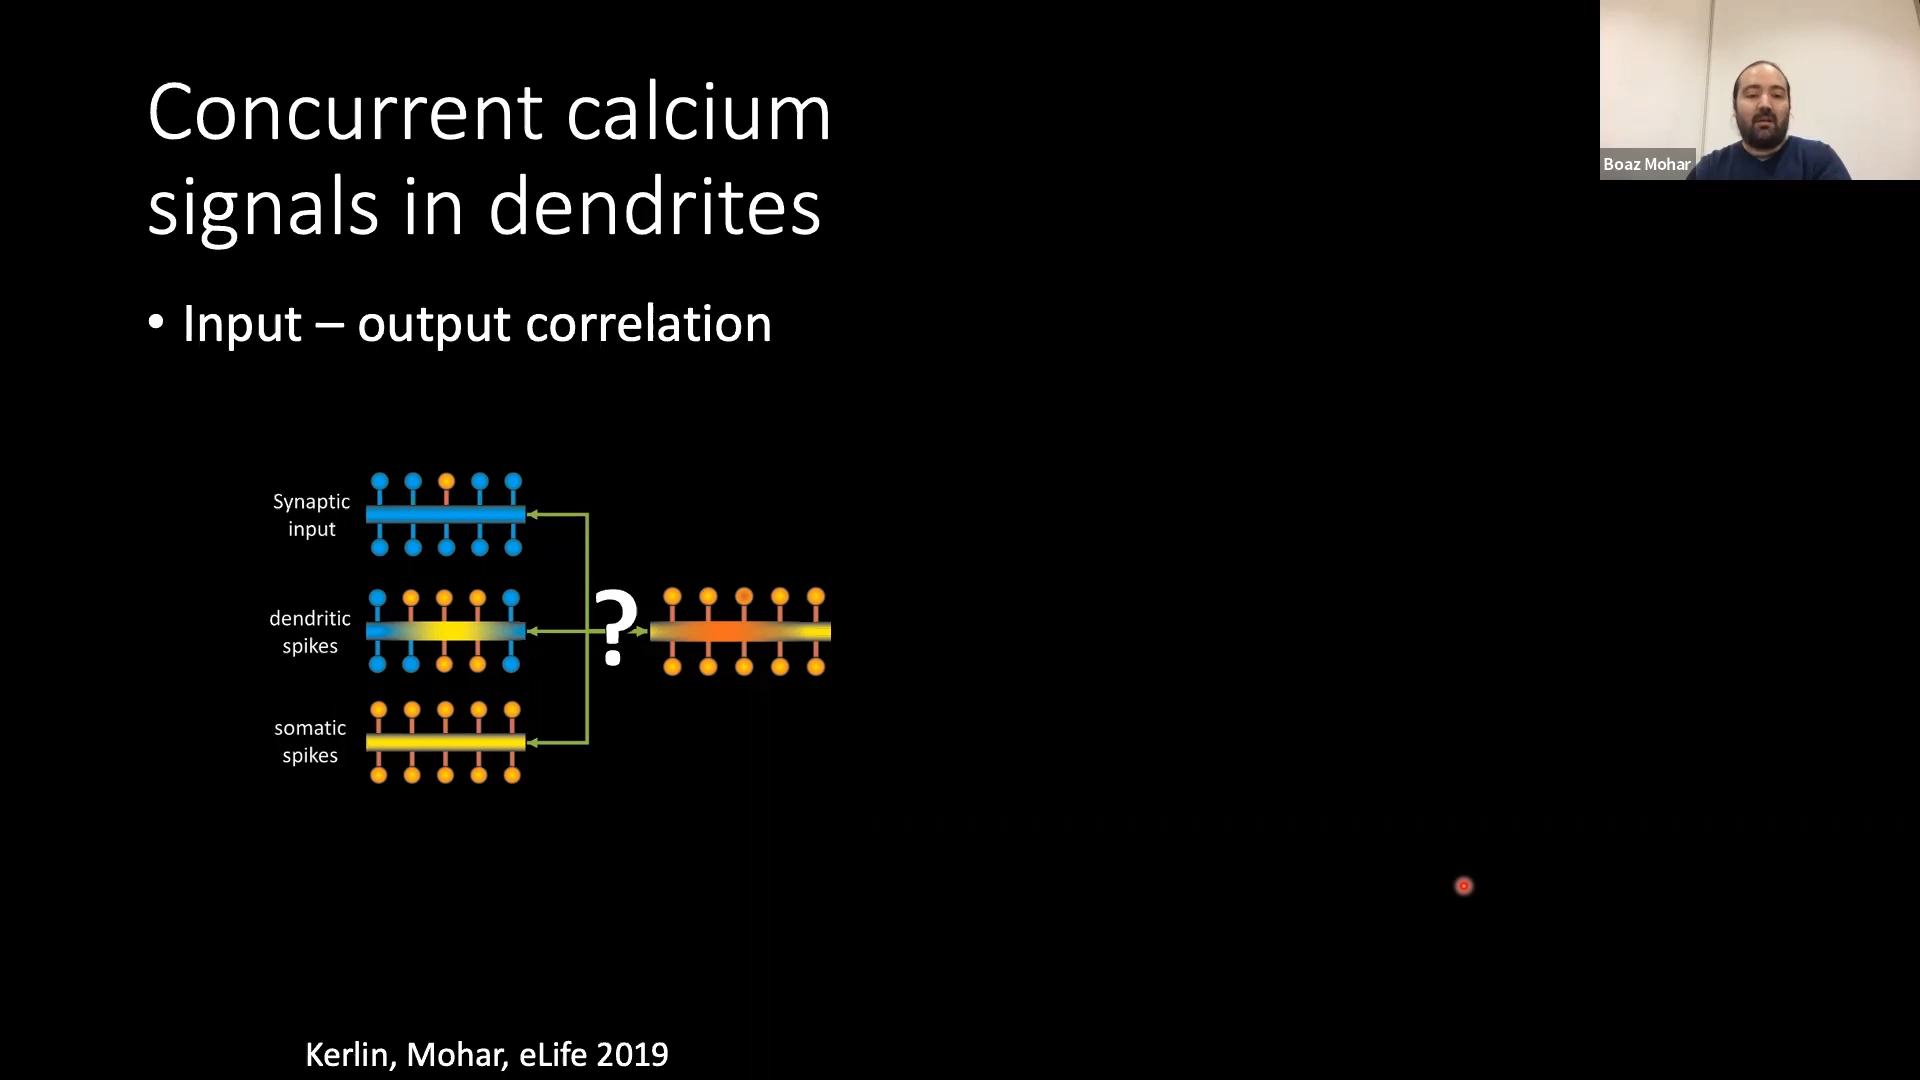 Concurrent calcium
signals in dendrites
• Input – output correlation
Synaptic
input
dendritic
spikes
somatic
spikes
?
Kerlin, Mohar, eLife 2019
Boaz Mohar